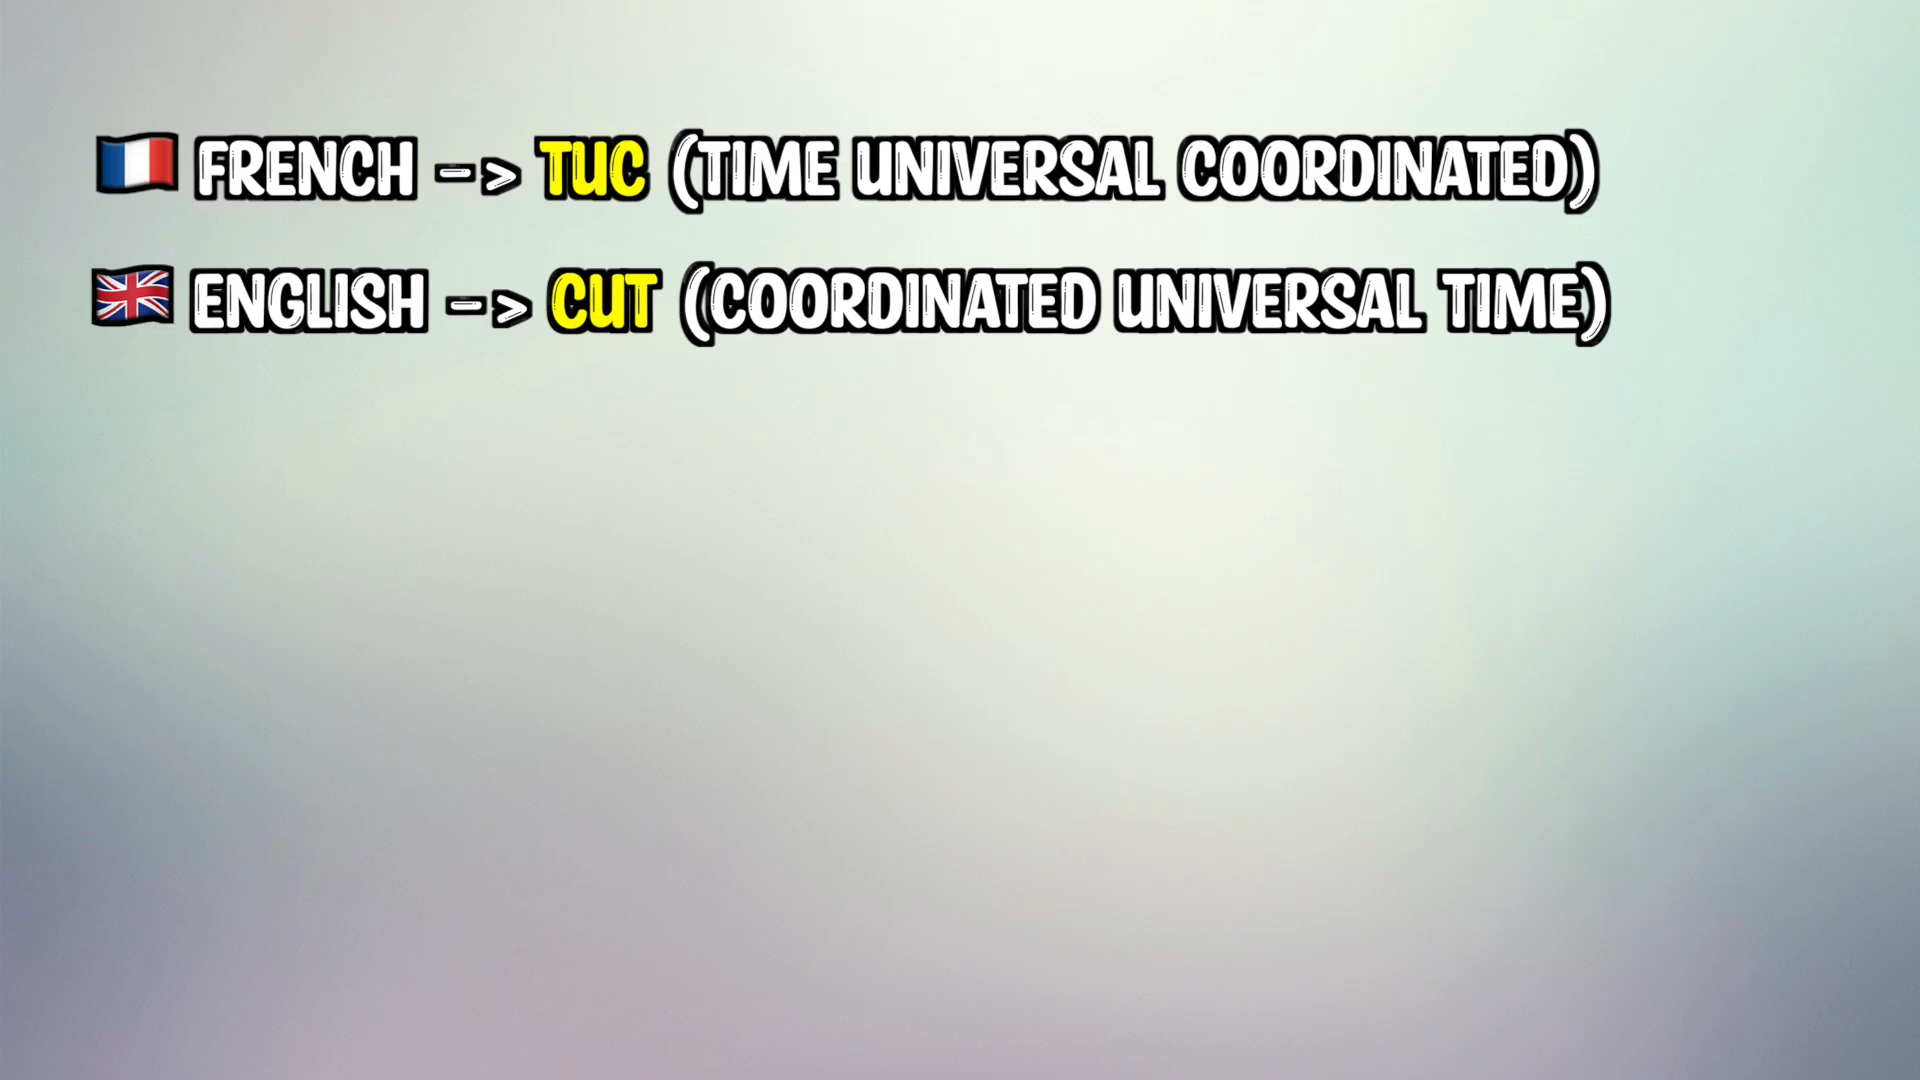 🇫🇷 FRENCH -> TUC (TIME UNIVERSAL COORDINATED)
🇬🇧 ENGLISH -> CUT (COORDINATED UNIVERSAL TIME)